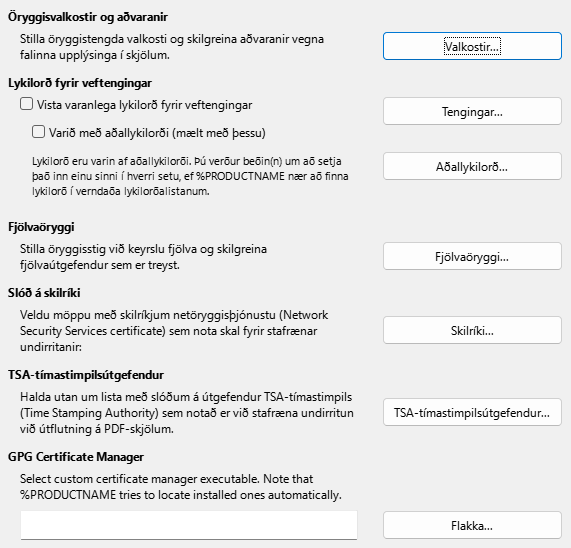 Öryggisvalkostir og aðvaranir
Stilla öryggistengda valkosti og skilgreina aðvaranir vegna
falinna upplýsinga í skjölum.
Valkostir...
Lykilorð fyrir veftengingar
Vista varanlega lykilorð fyrir veftengingar
Tengingar...
Varið með aðallykilorði (mælt með þessu)
Lykilorð eru varin af aðallykilorði. Þú verður beðin(n) um að setja
það inn einu sinni í hverri setu, ef %PRODUCTNAME nær að finna
lykilorð í verndaða lykilorðalistanum.
Aðallykilorð...
Fjölvaöryggi
Stilla öryggisstig við keyrslu fjölva og skilgreina
fjölvaútgefendur sem er treyst.
Fjölvaöryggi...
Slóð á skilríki
Veldu möppu með skilríkjum netöryggisþjónustu (Network
Security Services certificate) sem nota skal fyrir stafrænar
undirritanir:
Skilríki...
TSA-tímastimpilsútgefendur
Halda utan um lista með slóðum á útgefendur TSA-tímastimpils
(Time Stamping Authority) sem notað er við stafræna undirritun
við útflutning á PDF-skjölum.
TSA-tímastimpilsútgefendur...
GPG Certificate Manager
Select custom certificate manager executable. Note that
%PRODUCTNAME tries to locate installed ones automatically.
Flakka...